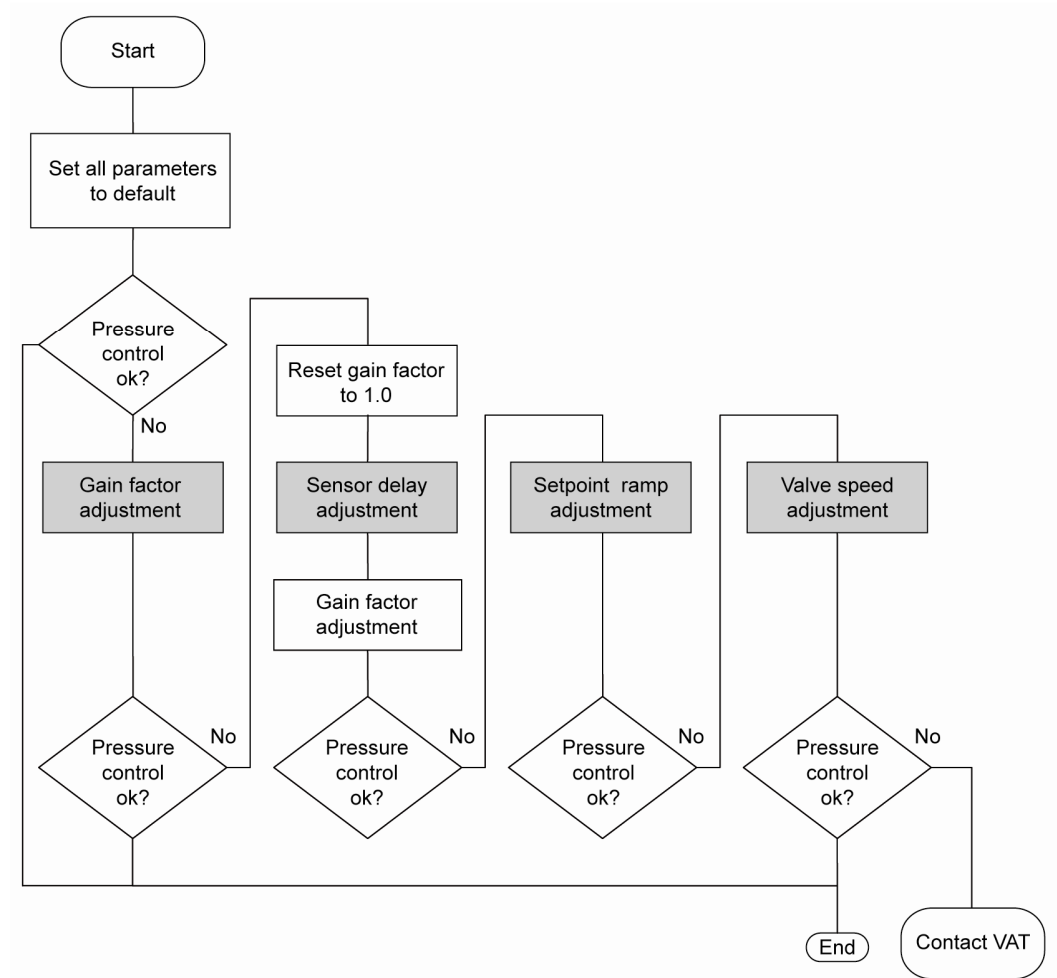 Start
Set all parameters
to default
Pressure
control
ok?
No
Gain factor
adjustment
Pressure
control
ok?
No
Reset gain factor
to 1.0
Sensor delay
adjustment
Gain factor
adjustment
Pressure
control
ok?
No
Setpoint ramp
adjustment
Pressure
control
ok?
No
Valve speed
adjustment
Pressure
control
ok?
No
End
Contact VAT